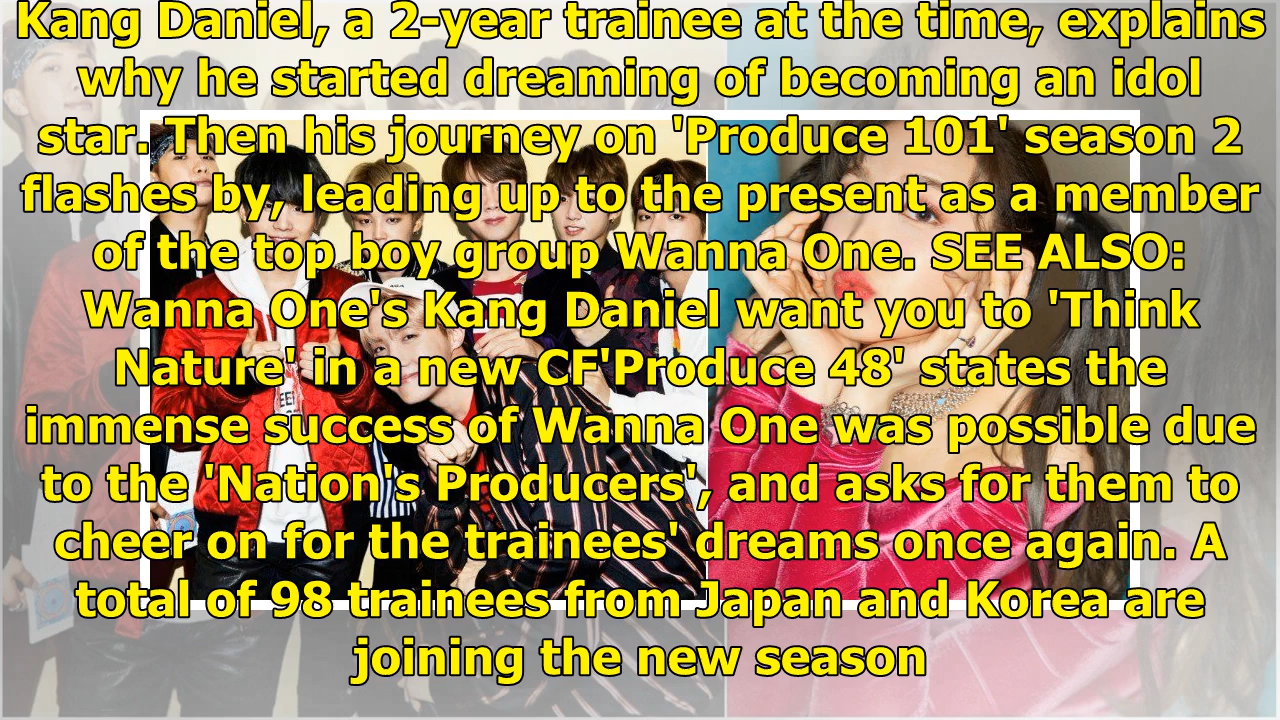 Kang Daniel, a 2-year trainee at the time, explains
why he started dreaming of becoming an idol
star. Then his journey on 'Produce 101' season 2
flashes by, leading up to the present as a member
of the top boy group Wanna One. SEE ALSO:
Wanna One's Kang Daniel want you to 'Think
Nature' in a new CF'Produce 48' states the
immense success of Wanna One was possible due
to the 'Nation's Producers', and asks for them to
cheer on for the trainees' dreams once again. A
total of 98 trainees from Japan and Korea are
joining the new season